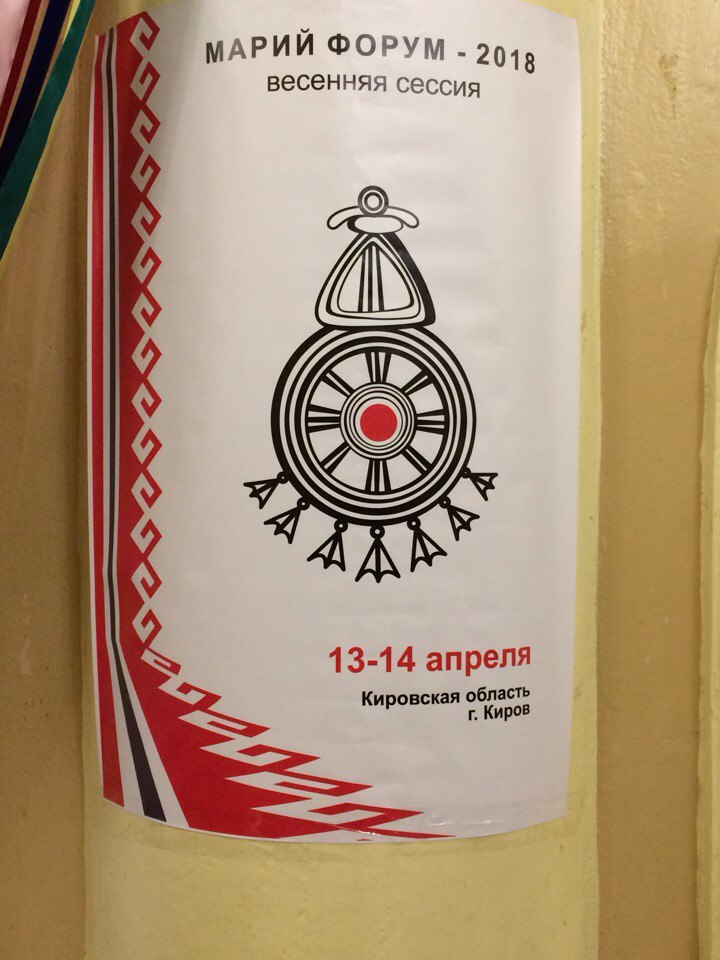 МАРИЙ ФОРУМ - 2018
весенняя сессия
13-14 апреля
Кировская область
г. Киров